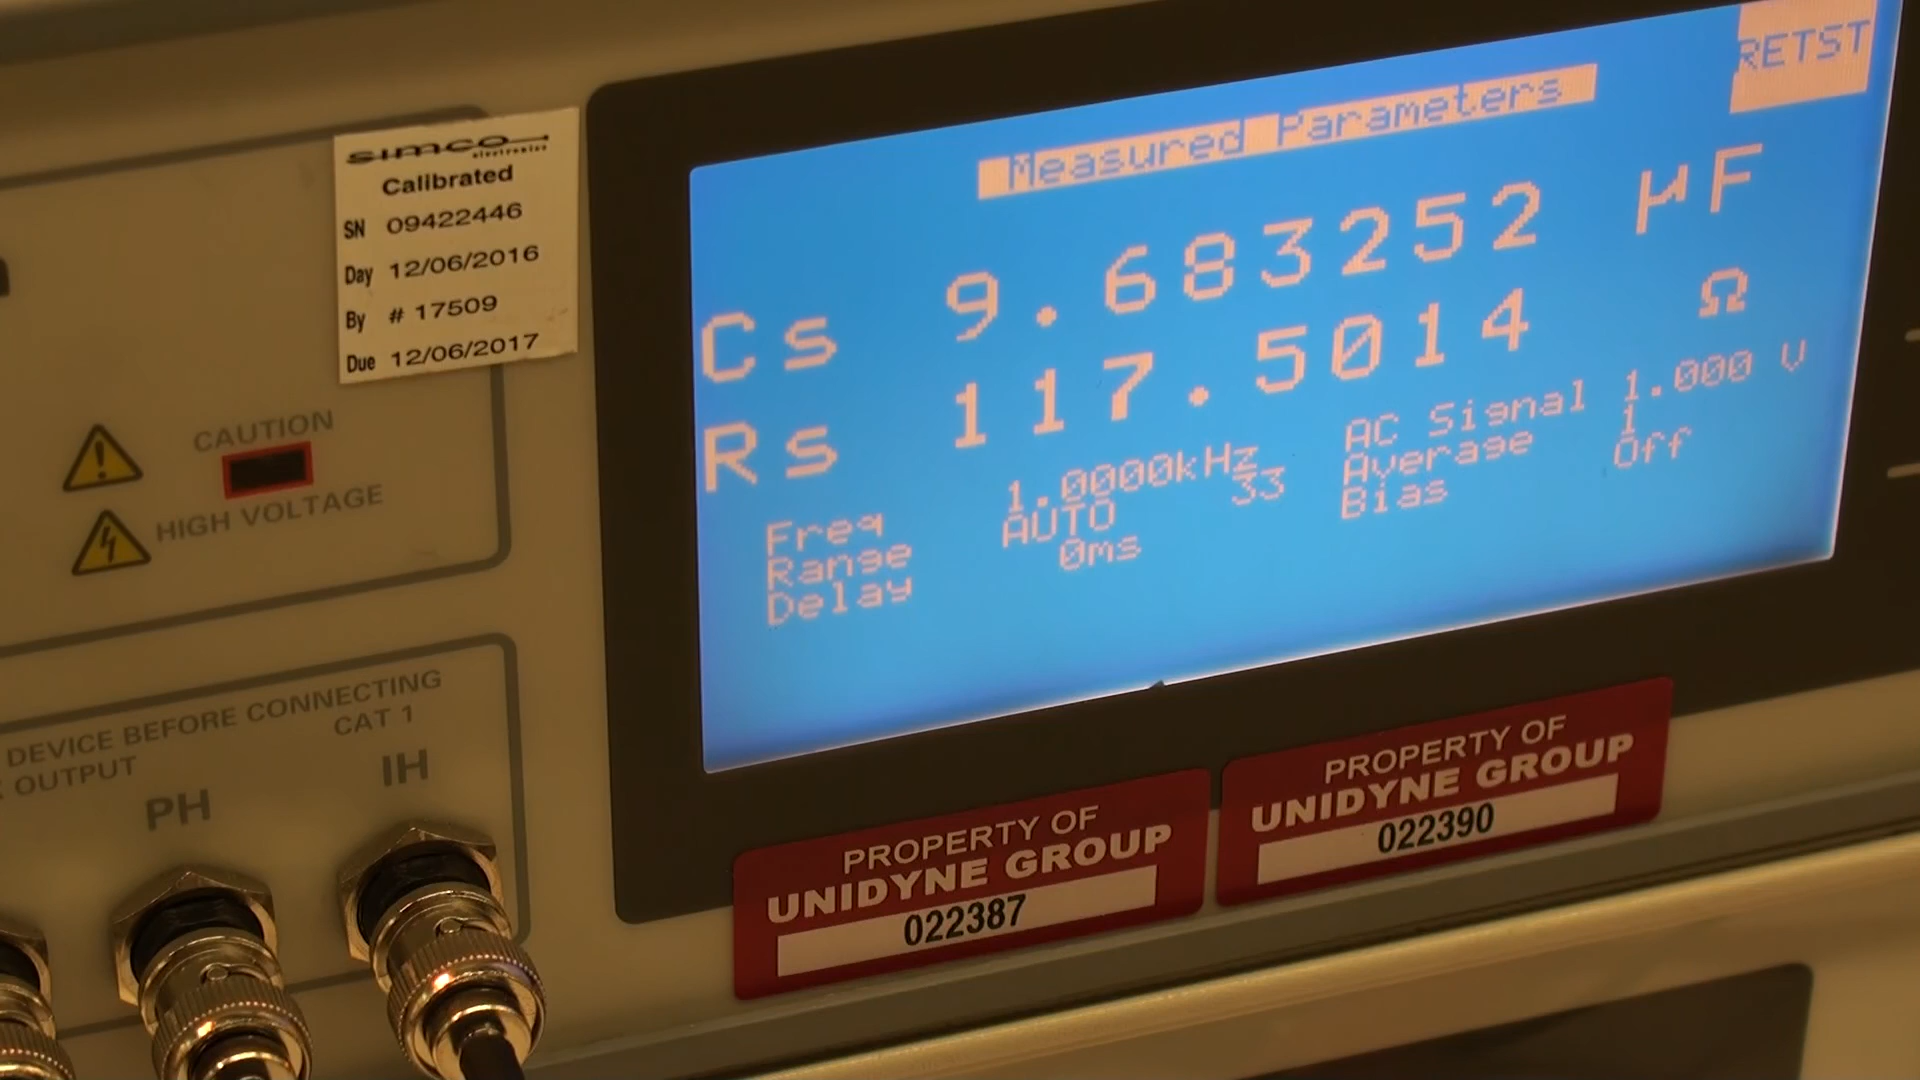 simco
electronics
Calibrated
SN 09422446
Day 12/06/2016
By # 17509
Due 12/06/2017
CAUTION
HIGH VOLTAGE
DEVICE BEFORE CONNECTING
OUTPUT
CAT 1
PH
IH
RETST
Measured Parameters
Cs 9.683252 µF
Rs 117.5014 Ω
Freq 1.0000kHz
Range AUTO 33
Delay 0ms
AC Signal 1.000 V
Average 1
Bias Off
PROPERTY OF
UNIDYNE GROUP
022387
PROPERTY OF
UNIDYNE GROUP
022390